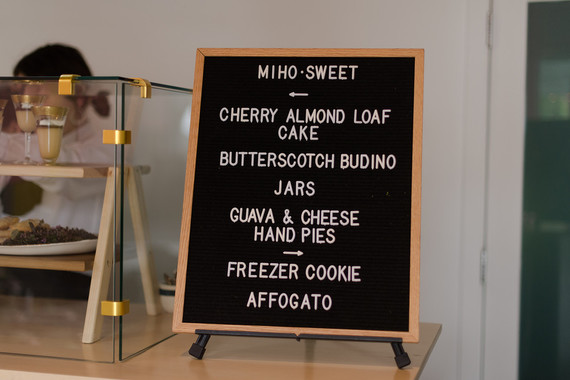 MIHO·SWEET
←
CHERRY ALMOND LOAF
CAKE
BUTTERSCOTCH BUDINO
JARS
GUAVA & CHEESE
HAND PIES
→
FREEZER COOKIE
AFFOGATO